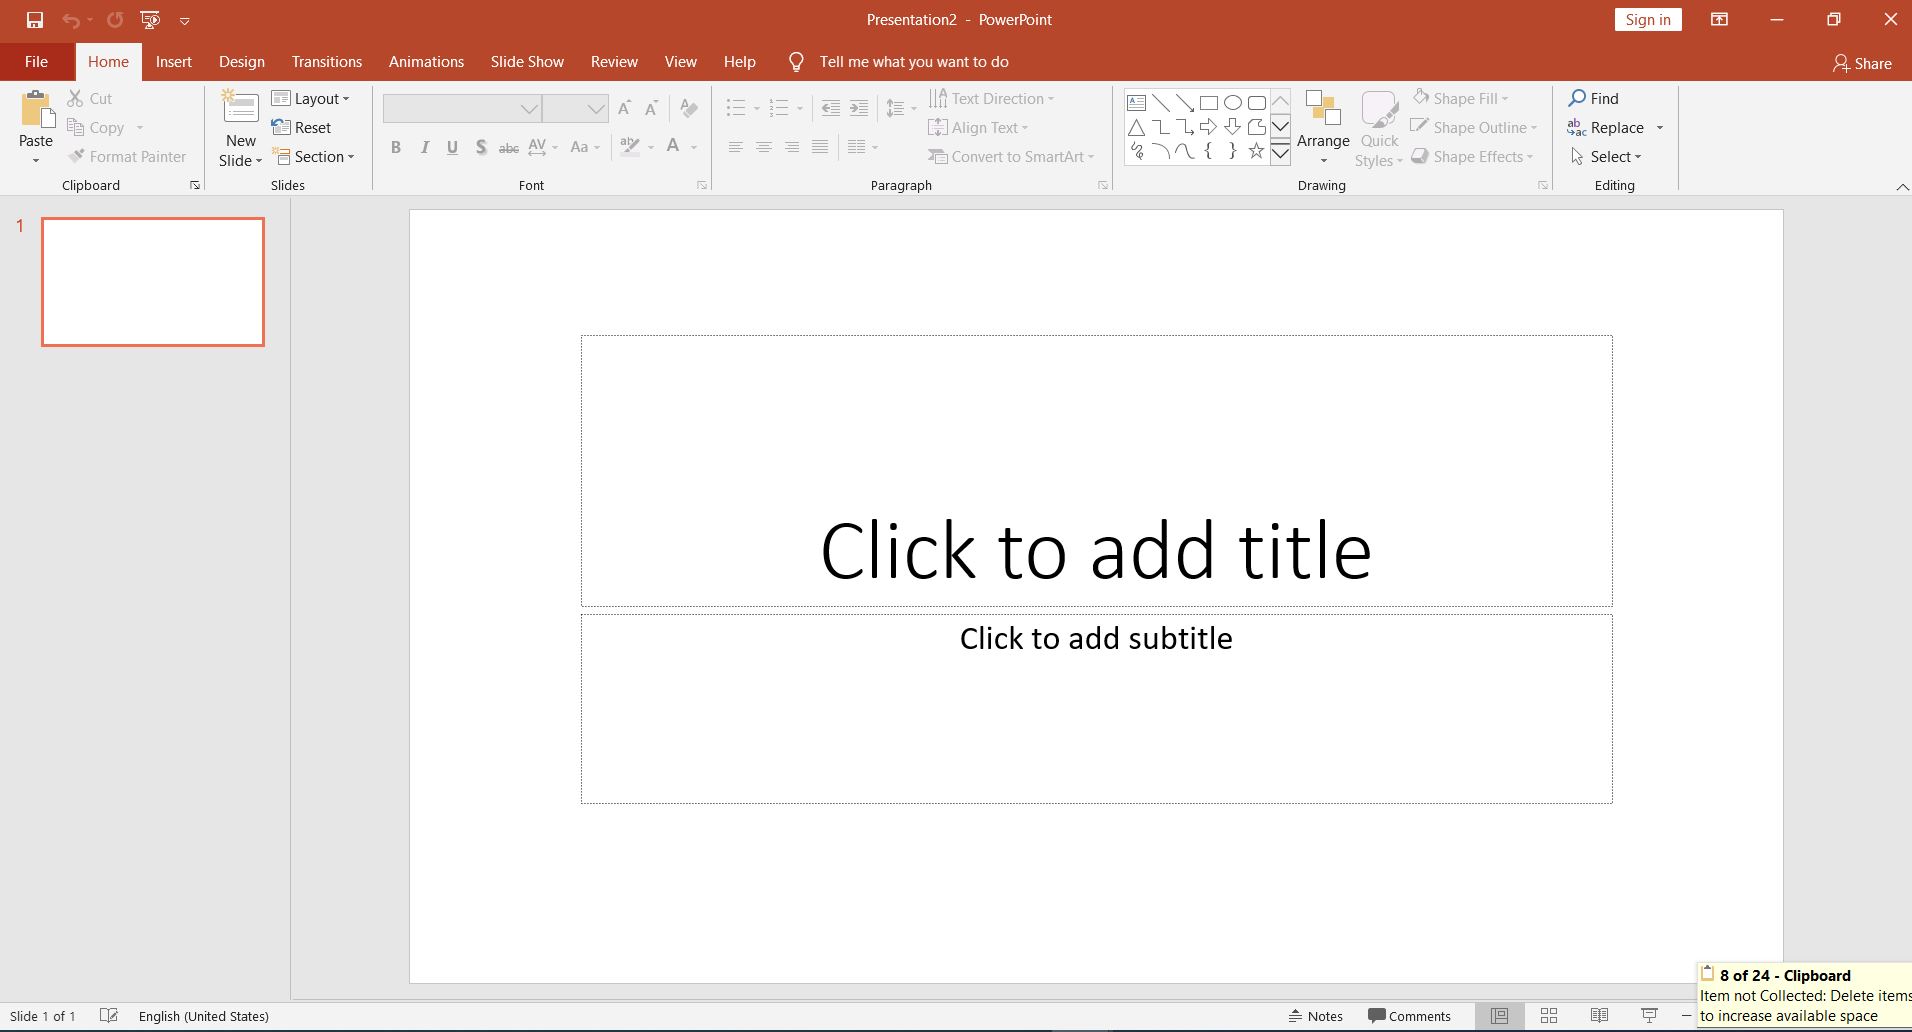 Presentation2 - PowerPoint
Sign in
File Home Insert Design Transitions Animations Slide Show Review View Help Tell me what you want to do Share
Paste
Cut
Copy
Format Painter
Clipboard
New
Slide
Layout
Reset
Section
Slides
B I U S abc AV Aa A
Font
Text Direction
Align Text
Convert to SmartArt
Paragraph
Arrange
Quick
Styles
Shape Fill
Shape Outline
Shape Effects
Drawing
Find
Replace
Select
Editing
1
Click to add title
Click to add subtitle
8 of 24 - Clipboard
Item not Collected: Delete items
to increase available space
Slide 1 of 1 English (United States) Notes Comments